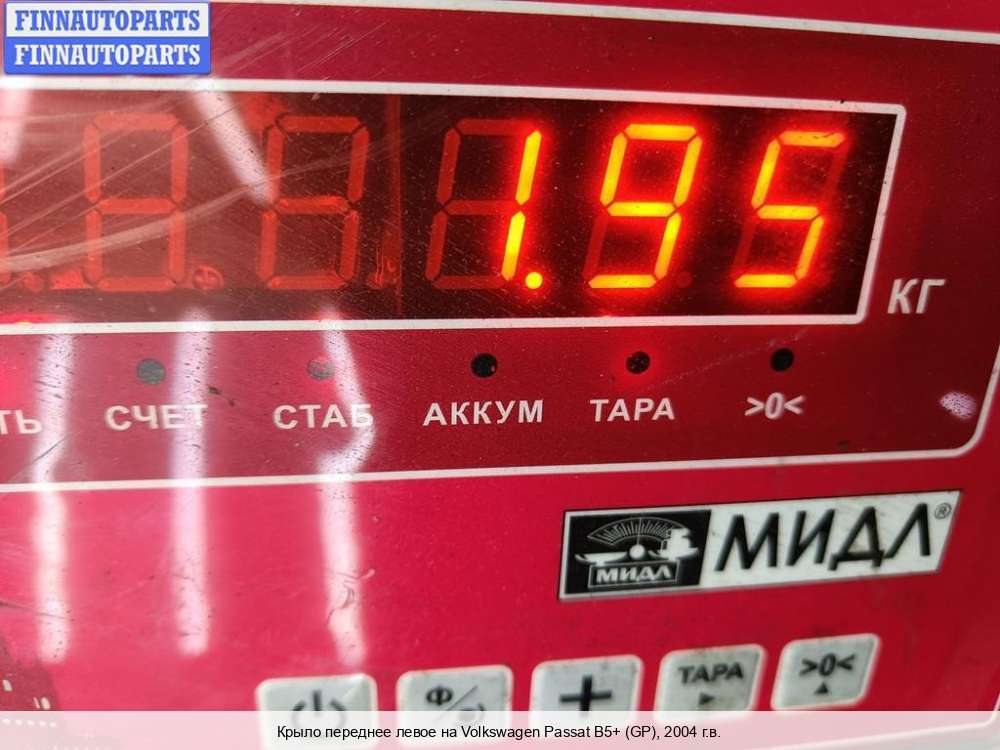 FINNAUTOPARTS
FINNAUTOPARTS
1.95
КГ
ТЬ СЧЕТ СТАБ АККУМ ТАРА >0<
МИДЛ МИДЛ®
Ф/ + ТАРА >0<
Крыло переднее левое на Volkswagen Passat B5+ (GP), 2004 г.в.